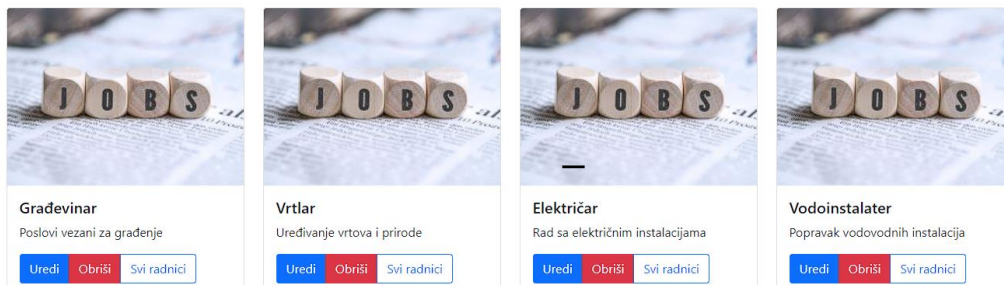 JOBS
Građevinar
Poslovi vezani za građenje
Uredi Obriši Svi radnici
JOBS
Vrtlar
Uređivanje vrtova i prirode
Uredi Obriši Svi radnici
JOBS
Električar
Rad sa električnim instalacijama
Uredi Obriši Svi radnici
JOBS
Vodoinstalater
Popravak vodovodnih instalacija
Uredi Obriši Svi radnici